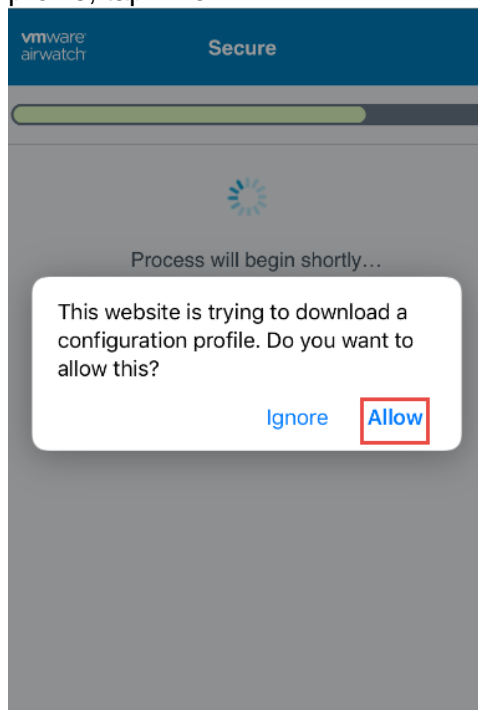 vmware
airwatch
Secure
Process will begin shortly...
This website is trying to download a
configuration profile. Do you want to
allow this?
Ignore Allow